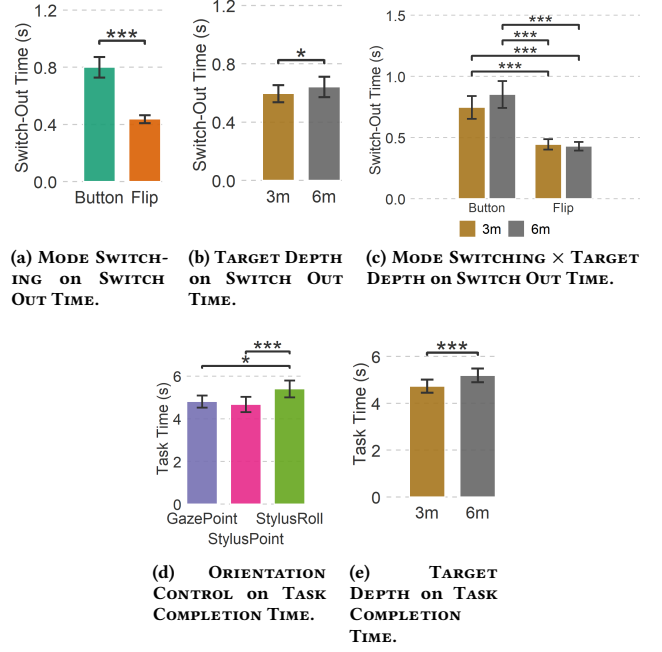 Switch-Out Time (s)
1.2
0.8
0.4
0.0
***
Button Flip
(a) Mode Switch-
ing on Switch
Out Time.
Switch-Out Time (s)
1.2
0.8
0.4
0.0
*
3m 6m
(b) Target Depth
on Switch Out
Time.
Switch-Out Time (s)
1.5
1.0
0.5
0.0
***
***
***
***
Button Flip
3m 6m
(c) Mode Switching × Target
Depth on Switch Out Time.
Task Time (s)
6
4
2
0
***
*
GazePoint StylusRoll
StylusPoint
(d) Orientation
Control on Task
Completion Time.
Task Time (s)
6
4
2
0
***
3m 6m
(e) Target
Depth on Task
Completion
Time.